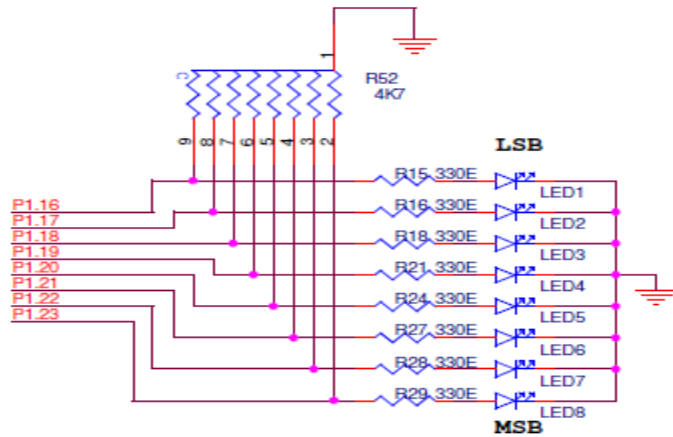 1
R52
4K7
C
9
8
7
6
5
4
3
2
LSB
R15 330E
LED1
P1.16
R16 330E
LED2
P1.17
R18 330E
LED3
P1.18
P1.19
R21 330E
LED4
P1.20
P1.21
R24 330E
LED5
P1.22
P1.23
R27 330E
LED6
R28 330E
LED7
R29 330E
LED8
MSB